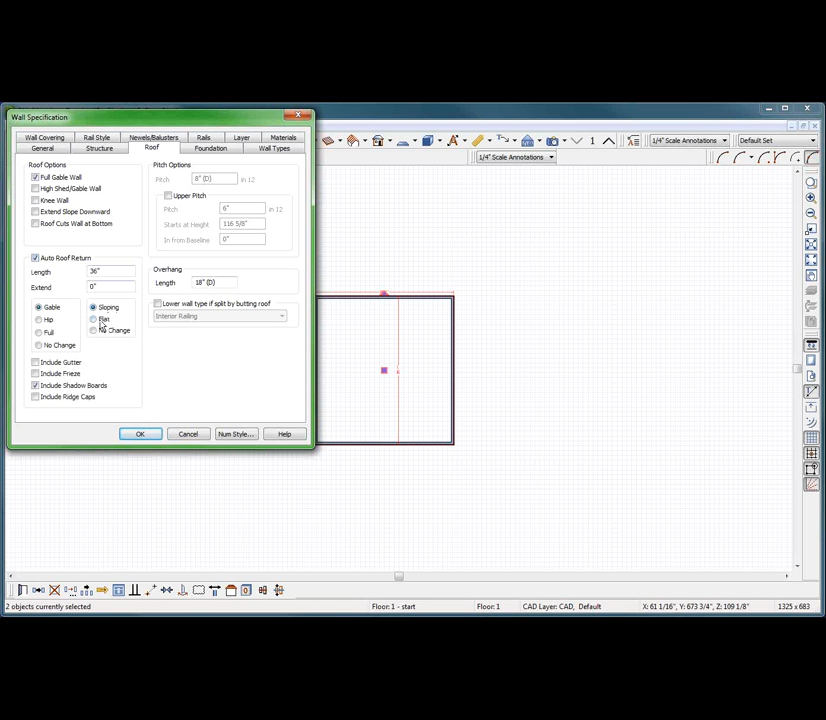 Wall Specification
Wall Covering Rail Style Newels/Balusters Rails Layer Materials
General Structure Roof Foundation Wall Types
Roof Options
Full Gable Wall
High Shed/Gable Wall
Knee Wall
Extend Slope Downward
Roof Cuts Wall at Bottom
Pitch Options
Pitch 8" (D) in 12
Upper Pitch
Pitch 6" in 12
Starts at Height 116 5/8"
In from Baseline 0"
Auto Roof Return
Length 36"
Extend 0"
Gable Sloping
Hip Flat
Full No Change
No Change
Overhang
Length 18" (D)
Lower wall type if split by butting roof
Interior Railing
Include Gutter
Include Frieze
Include Shadow Boards
Include Ridge Caps
OK Cancel Num Style... Help
1 1/4" Scale Annotations Default Set
1/4" Scale Annotations
2 objects currently selected Floor: 1 - start Floor: 1 CAD Layer: CAD, Default X: 61 1/16", Y: 673 3/4", Z: 109 1/8" 1325 x 683